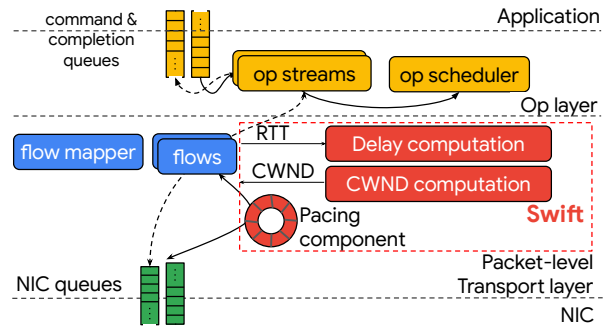 command &
completion
queues
Application
op streams
op scheduler
Op layer
flow mapper
flows
RTT
Delay computation
CWND
CWND computation
Swift
Pacing
component
Packet-level
Transport layer
NIC queues
NIC